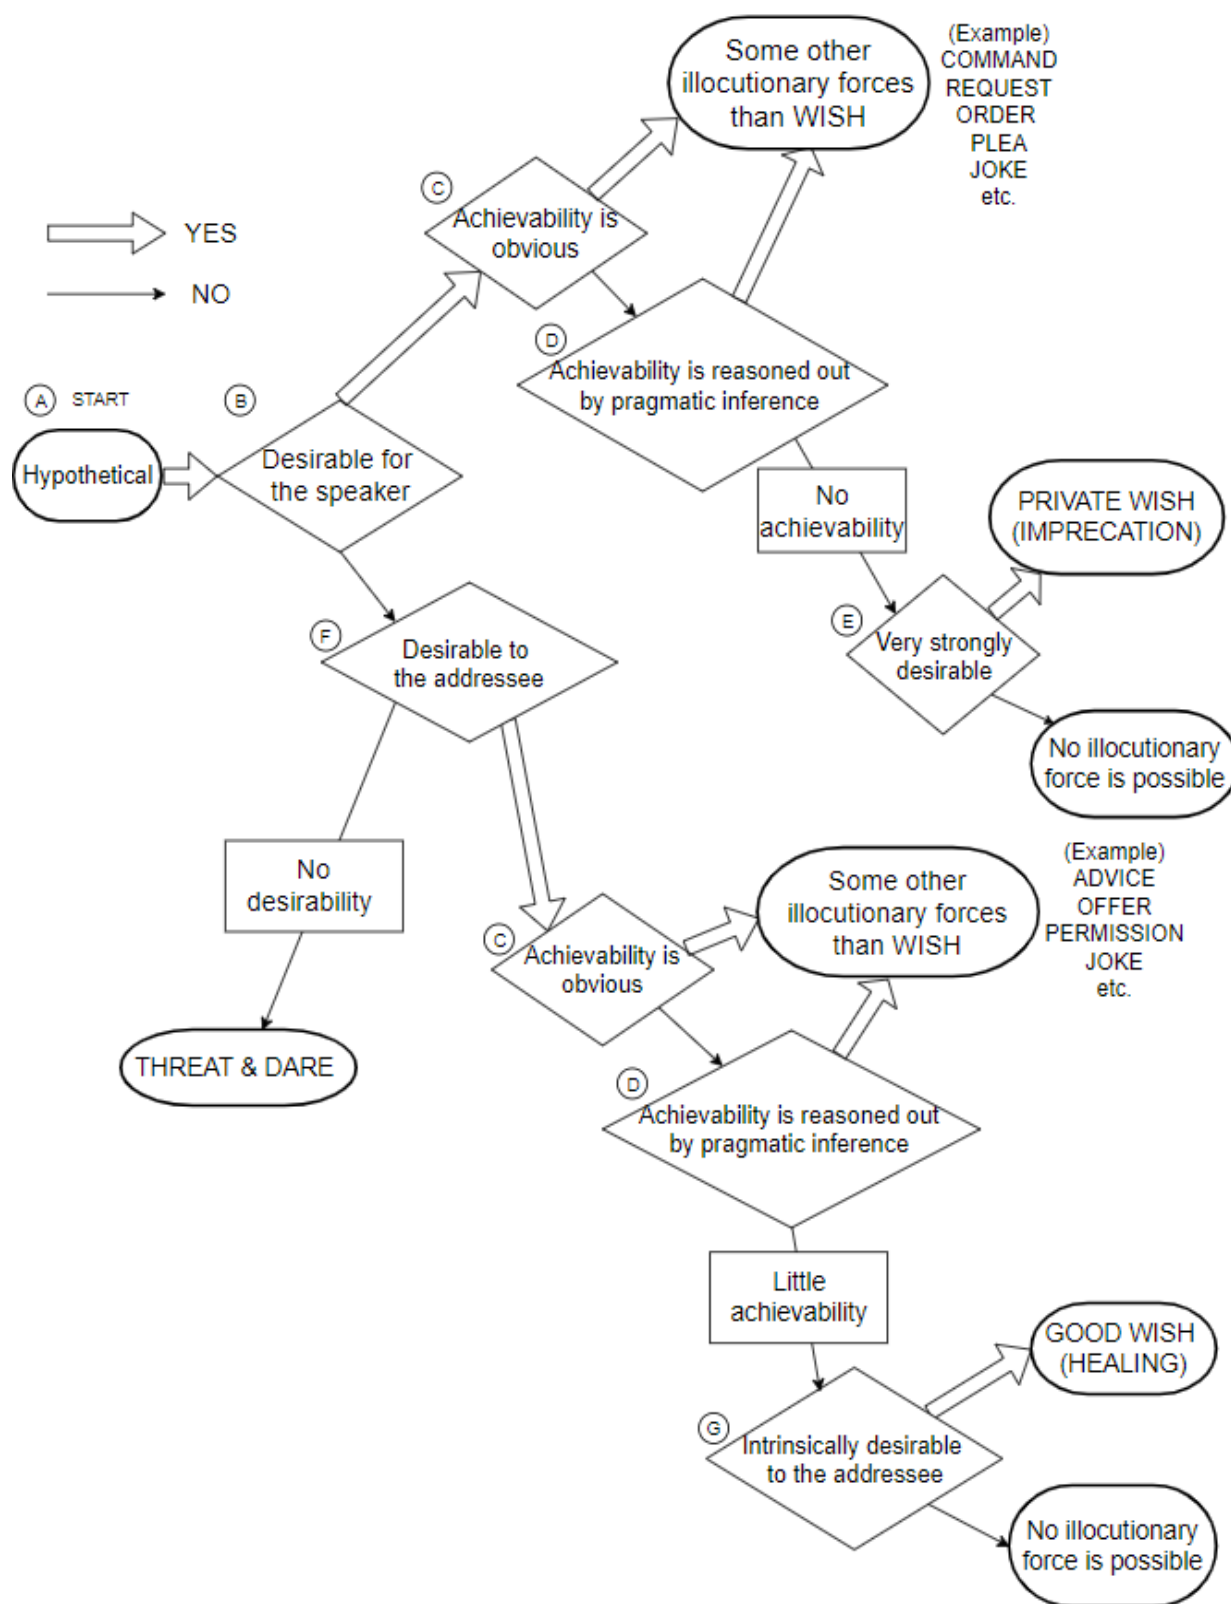 Some other
illocutionary forces
than WISH
(Example)
COMMAND
REQUEST
ORDER
PLEA
JOKE
etc.
C
Achievability is
obvious
YES
NO
D
Achievability is reasoned out
by pragmatic inference
A START
Hypothetical
B
Desirable for
the speaker
No
achievability
PRIVATE WISH
(IMPRECATION)
E
Very strongly
desirable
No illocutionary
force is possible
F
Desirable to
the addressee
No
desirability
THREAT & DARE
C
Achievability is
obvious
Some other
illocutionary forces
than WISH
(Example)
ADVICE
OFFER
PERMISSION
JOKE
etc.
D
Achievability is reasoned out
by pragmatic inference
Little
achievability
GOOD WISH
(HEALING)
G
Intrinsically desirable
to the addressee
No illocutionary
force is possible